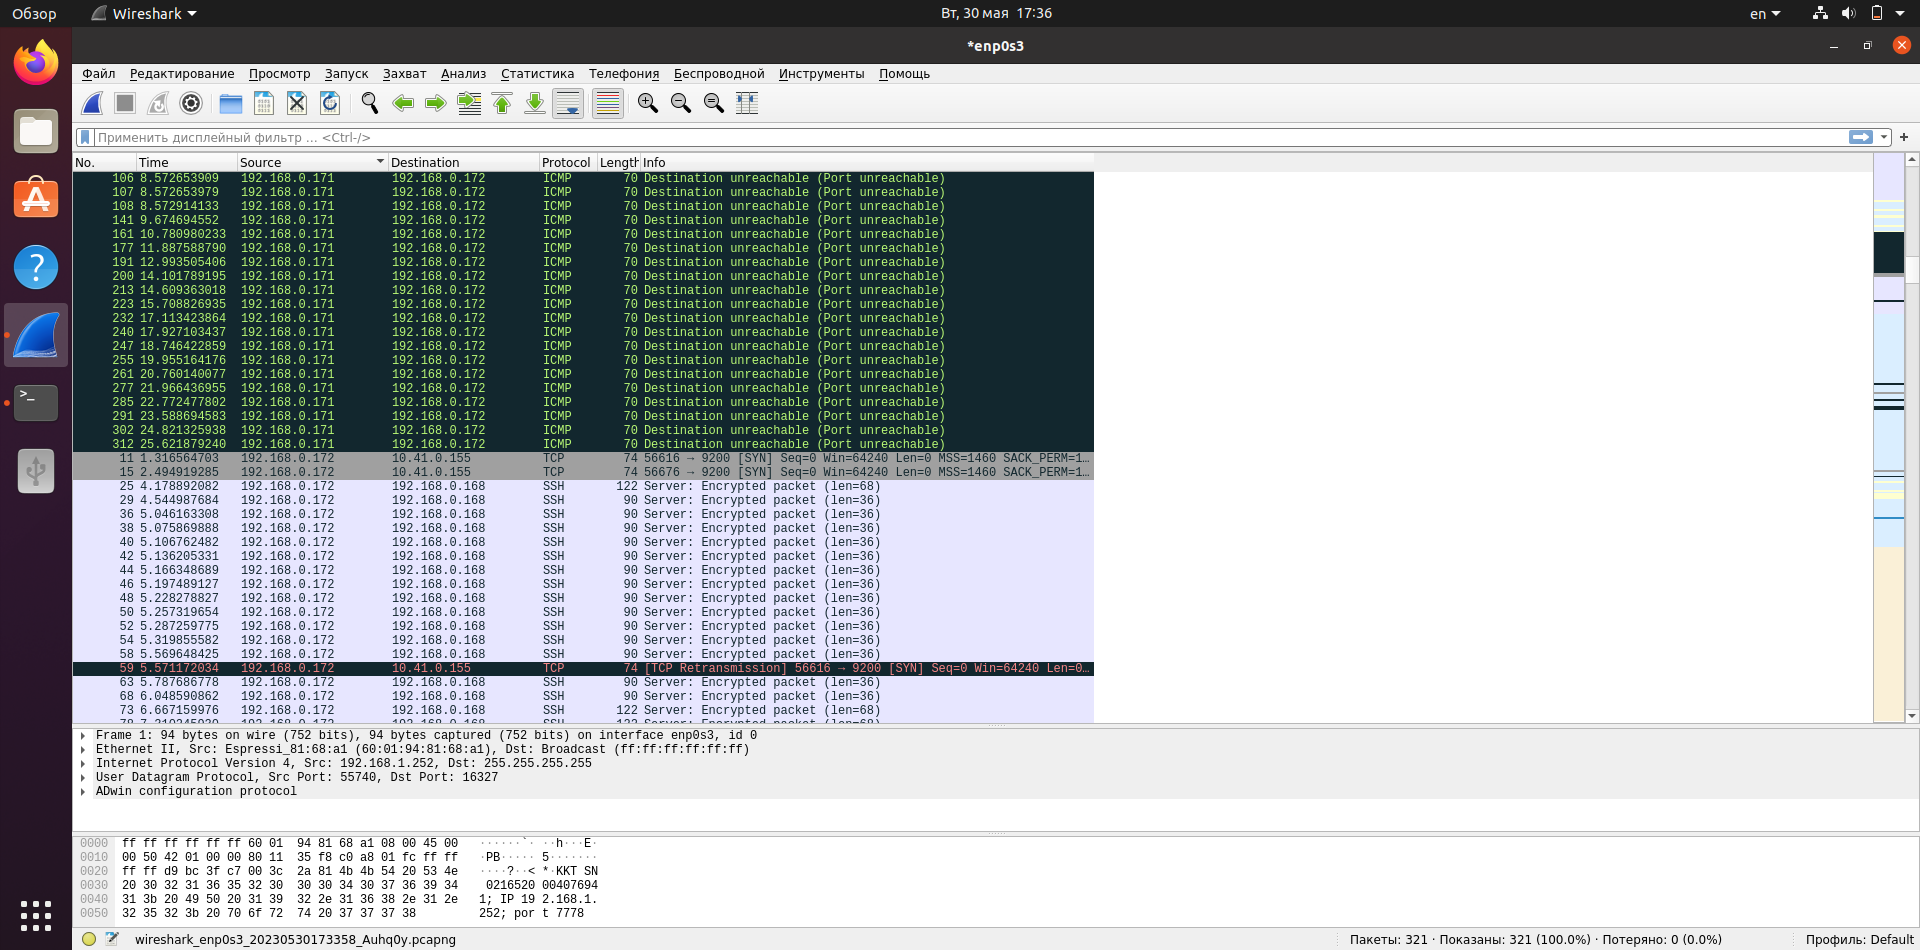 Обзор Wireshark Вт, 30 мая 17:36 en
*enp0s3
Файл Редактирование Просмотр Запуск Захват Анализ Статистика Телефония Беспроводной Инструменты Помощь
Применить дисплейный фильтр ... <Ctrl-/>
No. Time Source Destination Protocol Length Info
106 8.572653909 192.168.0.171 192.168.0.172 ICMP 70 Destination unreachable (Port unreachable)
107 8.572653979 192.168.0.171 192.168.0.172 ICMP 70 Destination unreachable (Port unreachable)
108 8.572914133 192.168.0.171 192.168.0.172 ICMP 70 Destination unreachable (Port unreachable)
141 9.674694552 192.168.0.171 192.168.0.172 ICMP 70 Destination unreachable (Port unreachable)
161 10.780980233 192.168.0.171 192.168.0.172 ICMP 70 Destination unreachable (Port unreachable)
177 11.887588790 192.168.0.171 192.168.0.172 ICMP 70 Destination unreachable (Port unreachable)
191 12.993505406 192.168.0.171 192.168.0.172 ICMP 70 Destination unreachable (Port unreachable)
200 14.101789195 192.168.0.171 192.168.0.172 ICMP 70 Destination unreachable (Port unreachable)
213 14.609363018 192.168.0.171 192.168.0.172 ICMP 70 Destination unreachable (Port unreachable)
223 15.708826935 192.168.0.171 192.168.0.172 ICMP 70 Destination unreachable (Port unreachable)
232 17.113423864 192.168.0.171 192.168.0.172 ICMP 70 Destination unreachable (Port unreachable)
240 17.927103437 192.168.0.171 192.168.0.172 ICMP 70 Destination unreachable (Port unreachable)
247 18.746422859 192.168.0.171 192.168.0.172 ICMP 70 Destination unreachable (Port unreachable)
255 19.955164176 192.168.0.171 192.168.0.172 ICMP 70 Destination unreachable (Port unreachable)
261 20.760140077 192.168.0.171 192.168.0.172 ICMP 70 Destination unreachable (Port unreachable)
277 21.966436955 192.168.0.171 192.168.0.172 ICMP 70 Destination unreachable (Port unreachable)
285 22.772477802 192.168.0.171 192.168.0.172 ICMP 70 Destination unreachable (Port unreachable)
291 23.588694583 192.168.0.171 192.168.0.172 ICMP 70 Destination unreachable (Port unreachable)
302 24.821325938 192.168.0.171 192.168.0.172 ICMP 70 Destination unreachable (Port unreachable)
312 25.621879240 192.168.0.171 192.168.0.172 ICMP 70 Destination unreachable (Port unreachable)
11 1.316564703 192.168.0.172 10.41.0.155 TCP 74 56616 → 9200 [SYN] Seq=0 Win=64240 Len=0 MSS=1460 SACK_PERM=1…
15 2.494919285 192.168.0.172 10.41.0.155 TCP 74 56676 → 9200 [SYN] Seq=0 Win=64240 Len=0 MSS=1460 SACK_PERM=1…
25 4.178892082 192.168.0.172 192.168.0.168 SSH 122 Server: Encrypted packet (len=68)
29 4.544987684 192.168.0.172 192.168.0.168 SSH 90 Server: Encrypted packet (len=36)
36 5.046163308 192.168.0.172 192.168.0.168 SSH 90 Server: Encrypted packet (len=36)
38 5.075869888 192.168.0.172 192.168.0.168 SSH 90 Server: Encrypted packet (len=36)
40 5.106762482 192.168.0.172 192.168.0.168 SSH 90 Server: Encrypted packet (len=36)
42 5.136205331 192.168.0.172 192.168.0.168 SSH 90 Server: Encrypted packet (len=36)
44 5.166348689 192.168.0.172 192.168.0.168 SSH 90 Server: Encrypted packet (len=36)
46 5.197489127 192.168.0.172 192.168.0.168 SSH 90 Server: Encrypted packet (len=36)
48 5.228278827 192.168.0.172 192.168.0.168 SSH 90 Server: Encrypted packet (len=36)
50 5.257319654 192.168.0.172 192.168.0.168 SSH 90 Server: Encrypted packet (len=36)
52 5.287259775 192.168.0.172 192.168.0.168 SSH 90 Server: Encrypted packet (len=36)
54 5.319855582 192.168.0.172 192.168.0.168 SSH 90 Server: Encrypted packet (len=36)
58 5.569648425 192.168.0.172 192.168.0.168 SSH 90 Server: Encrypted packet (len=36)
59 5.571172034 192.168.0.172 10.41.0.155 TCP 74 [TCP Retransmission] 56616 → 9200 [SYN] Seq=0 Win=64240 Len=0…
63 5.787686778 192.168.0.172 192.168.0.168 SSH 90 Server: Encrypted packet (len=36)
68 6.048590862 192.168.0.172 192.168.0.168 SSH 90 Server: Encrypted packet (len=36)
73 6.667159976 192.168.0.172 192.168.0.168 SSH 122 Server: Encrypted packet (len=68)
Frame 1: 94 bytes on wire (752 bits), 94 bytes captured (752 bits) on interface enp0s3, id 0
Ethernet II, Src: Espressi_81:68:a1 (60:01:94:81:68:a1), Dst: Broadcast (ff:ff:ff:ff:ff:ff)
Internet Protocol Version 4, Src: 192.168.1.252, Dst: 255.255.255.255
User Datagram Protocol, Src Port: 55740, Dst Port: 16327
ADwin configuration protocol
0000 ff ff ff ff ff ff 60 01 94 81 68 a1 08 00 45 00 ······`· ··h···E·
0010 00 50 42 01 00 00 80 11 35 f8 c0 a8 01 fc ff ff ·PB····· 5·······
0020 ff ff d9 bc 3f c7 00 3c 2a 81 4b 4b 54 20 53 4e ····?··< *·KKT SN
0030 20 30 32 31 36 35 32 30 30 30 34 30 37 36 39 34 0216520 00407694
0040 31 3b 20 49 50 20 31 39 32 2e 31 36 38 2e 31 2e 1; IP 19 2.168.1.
0050 32 35 32 3b 20 70 6f 72 74 20 37 37 37 38 252; por t 7778
wireshark_enp0s3_20230530173358_Auhq0y.pcapng Пакеты: 321 · Показаны: 321 (100.0%) · Потеряно: 0 (0.0%) Профиль: Default